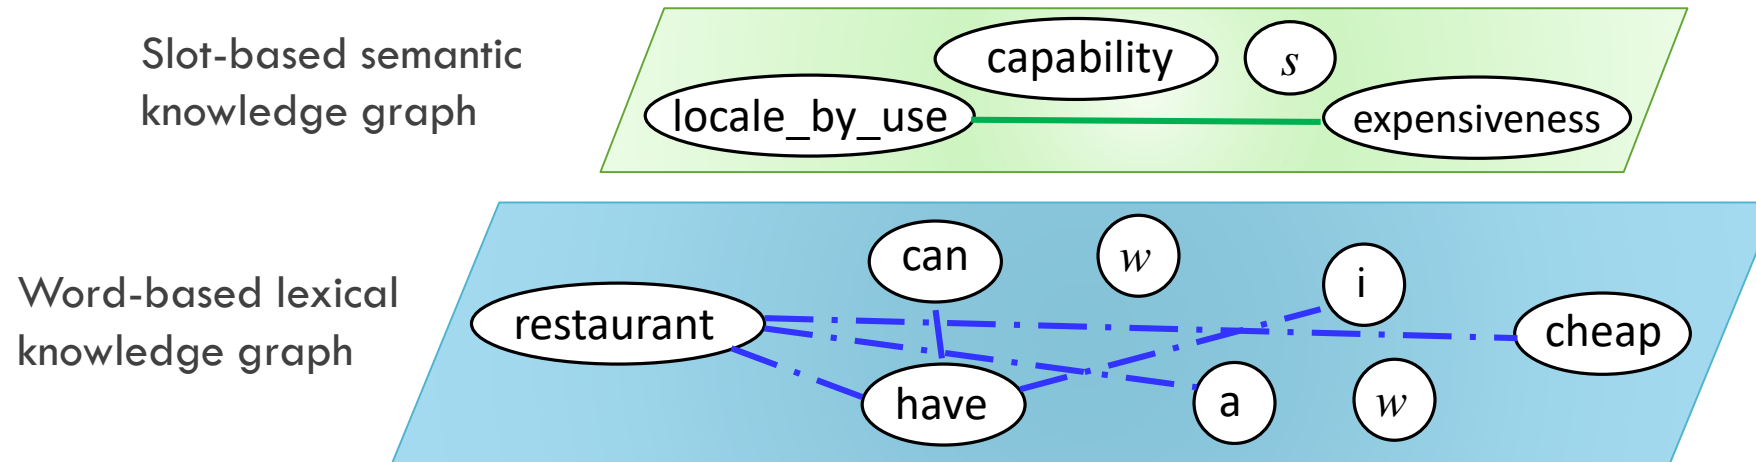 Slot-based semantic
knowledge graph
capability
s
locale_by_use
expensiveness
Word-based lexical
knowledge graph
can
w
i
restaurant
cheap
have
a
w